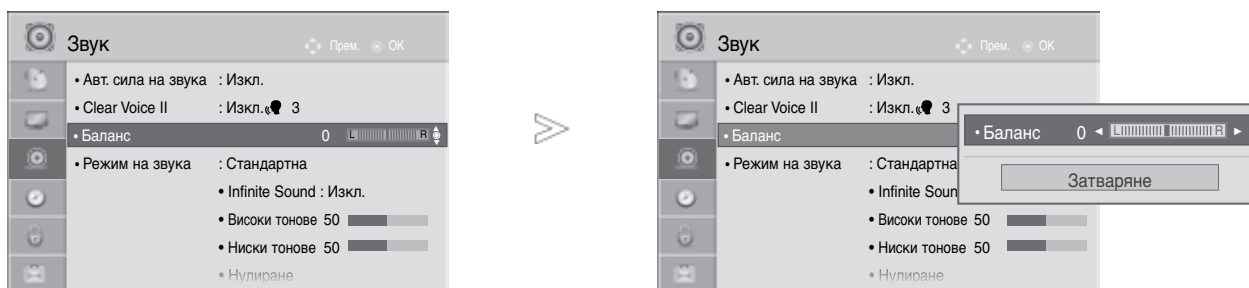 Звук Прем. OK
• Авт. сила на звука : Изкл.
• Clear Voice II : Изкл. 3
• Баланс 0 L R
• Режим на звука : Стандартна
• Infinite Sound : Изкл.
• Високи тонове 50
• Ниски тонове 50
• Нулиране
Звук Прем. OK
• Авт. сила на звука : Изкл.
• Clear Voice II : Изкл. 3
• Баланс
• Режим на звука : Стандартна
• Infinite Soun
• Високи тонове 50
• Ниски тонове 50
• Нулиране
• Баланс 0 ◄ L R ►
Затваряне